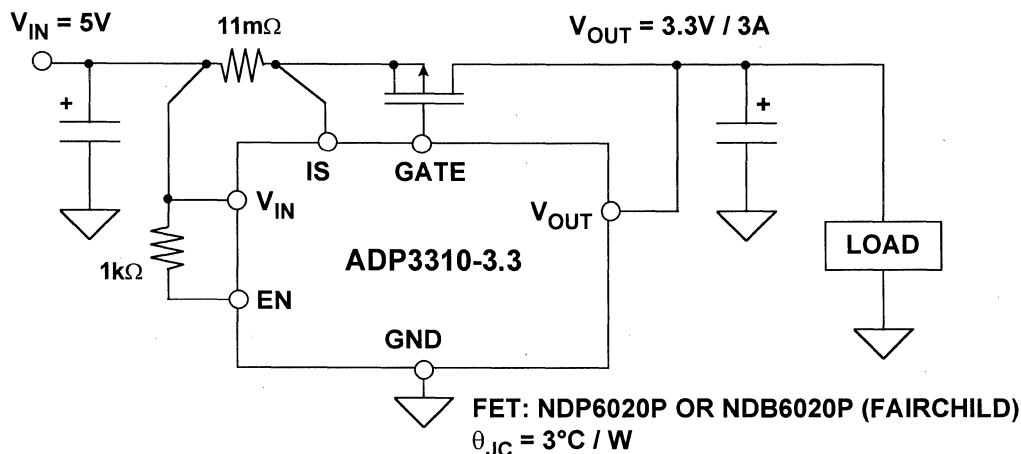 V_IN = 5V
11mΩ
V_OUT = 3.3V / 3A
+
+
IS
GATE
V_IN
V_OUT
1kΩ
ADP3310-3.3
LOAD
EN
GND
FET: NDP6020P OR NDB6020P (FAIRCHILD)
θ_JC = 3°C / W